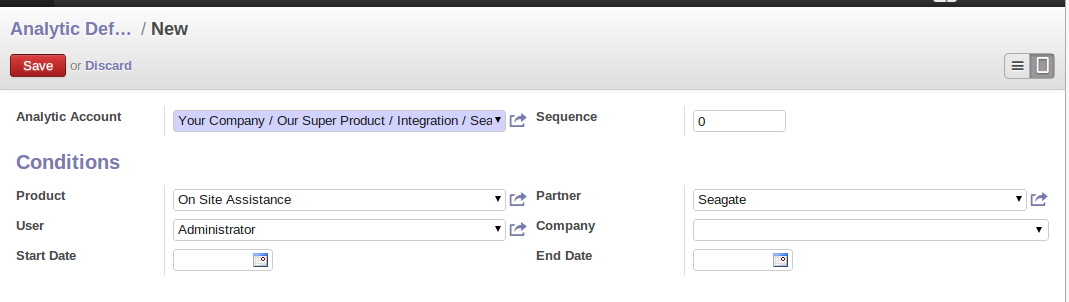 Analytic Def... / New
Save or Discard
Analytic Account Your Company / Our Super Product / Integration / Sea Sequence 0
Conditions
Product On Site Assistance Partner Seagate
User Administrator Company
Start Date End Date